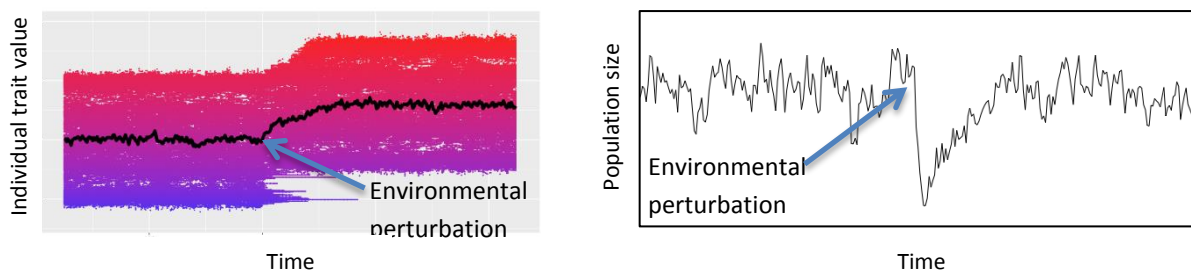 Individual trait value
Environmental
perturbation
Time
Population size
Environmental
perturbation
Time